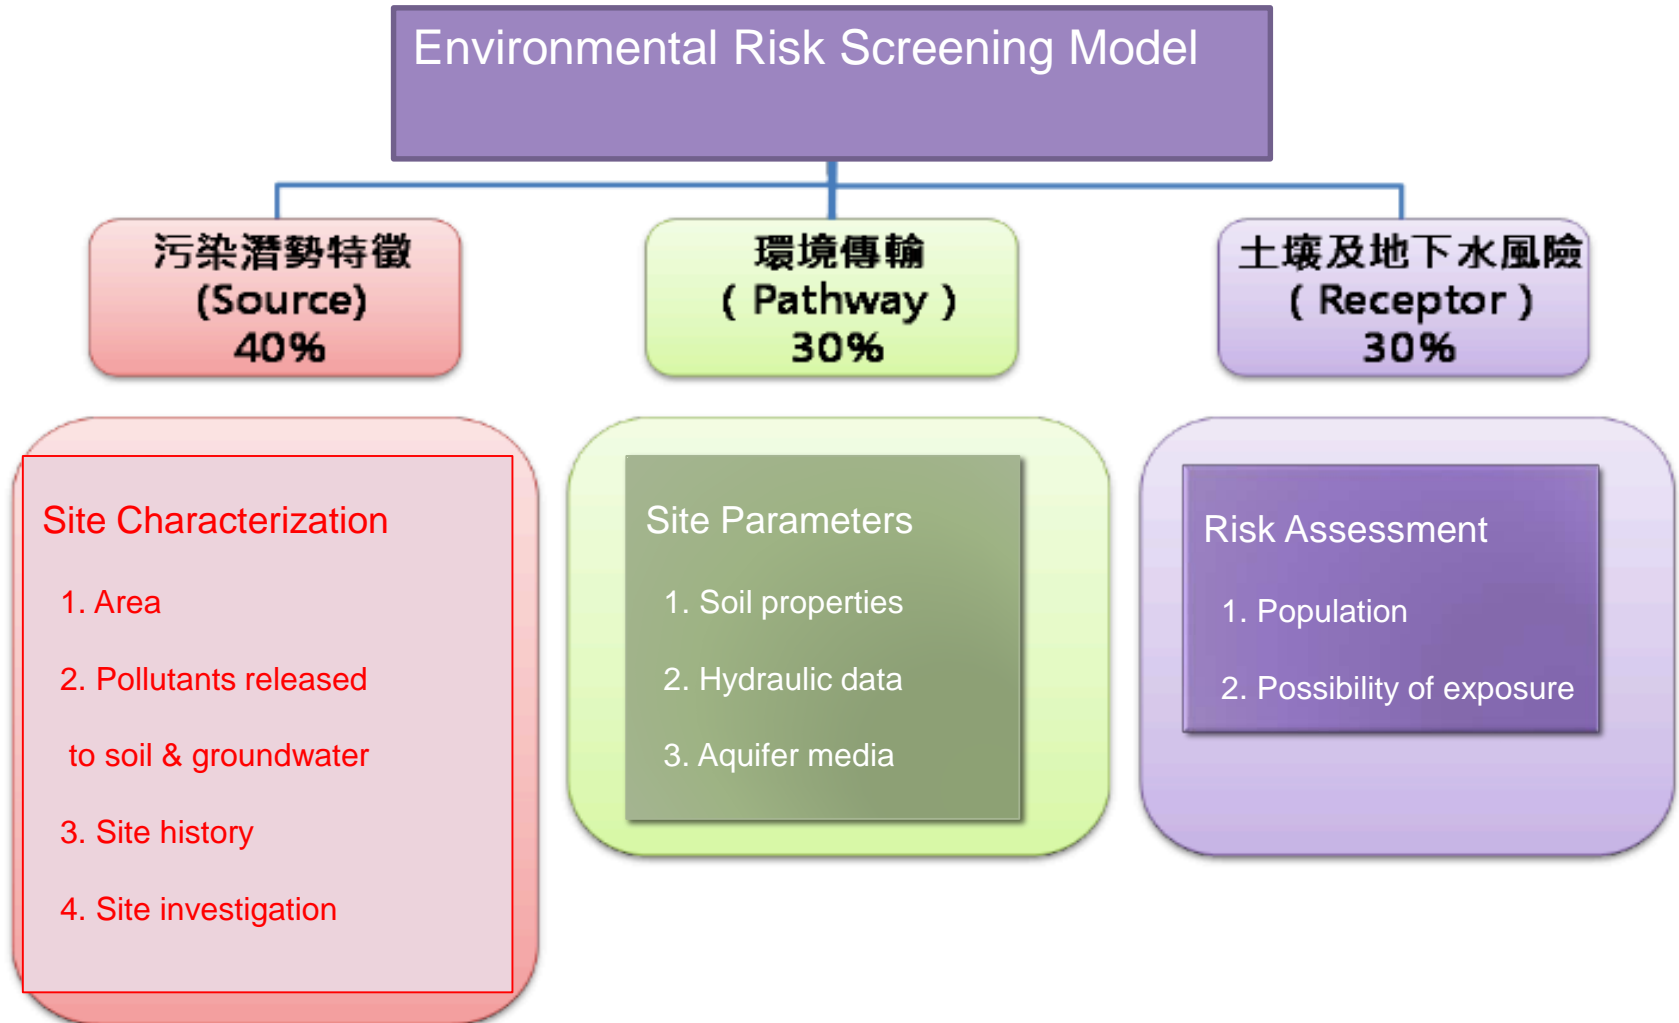 Environmental Risk Screening Model
污染潛勢特徵
(Source)
40%
環境傳輸
( Pathway )
30%
土壤及地下水風險
( Receptor )
30%
Site Characterization
1. Area
2. Pollutants released
to soil & groundwater
3. Site history
4. Site investigation
Site Parameters
1. Soil properties
2. Hydraulic data
3. Aquifer media
Risk Assessment
1. Population
2. Possibility of exposure